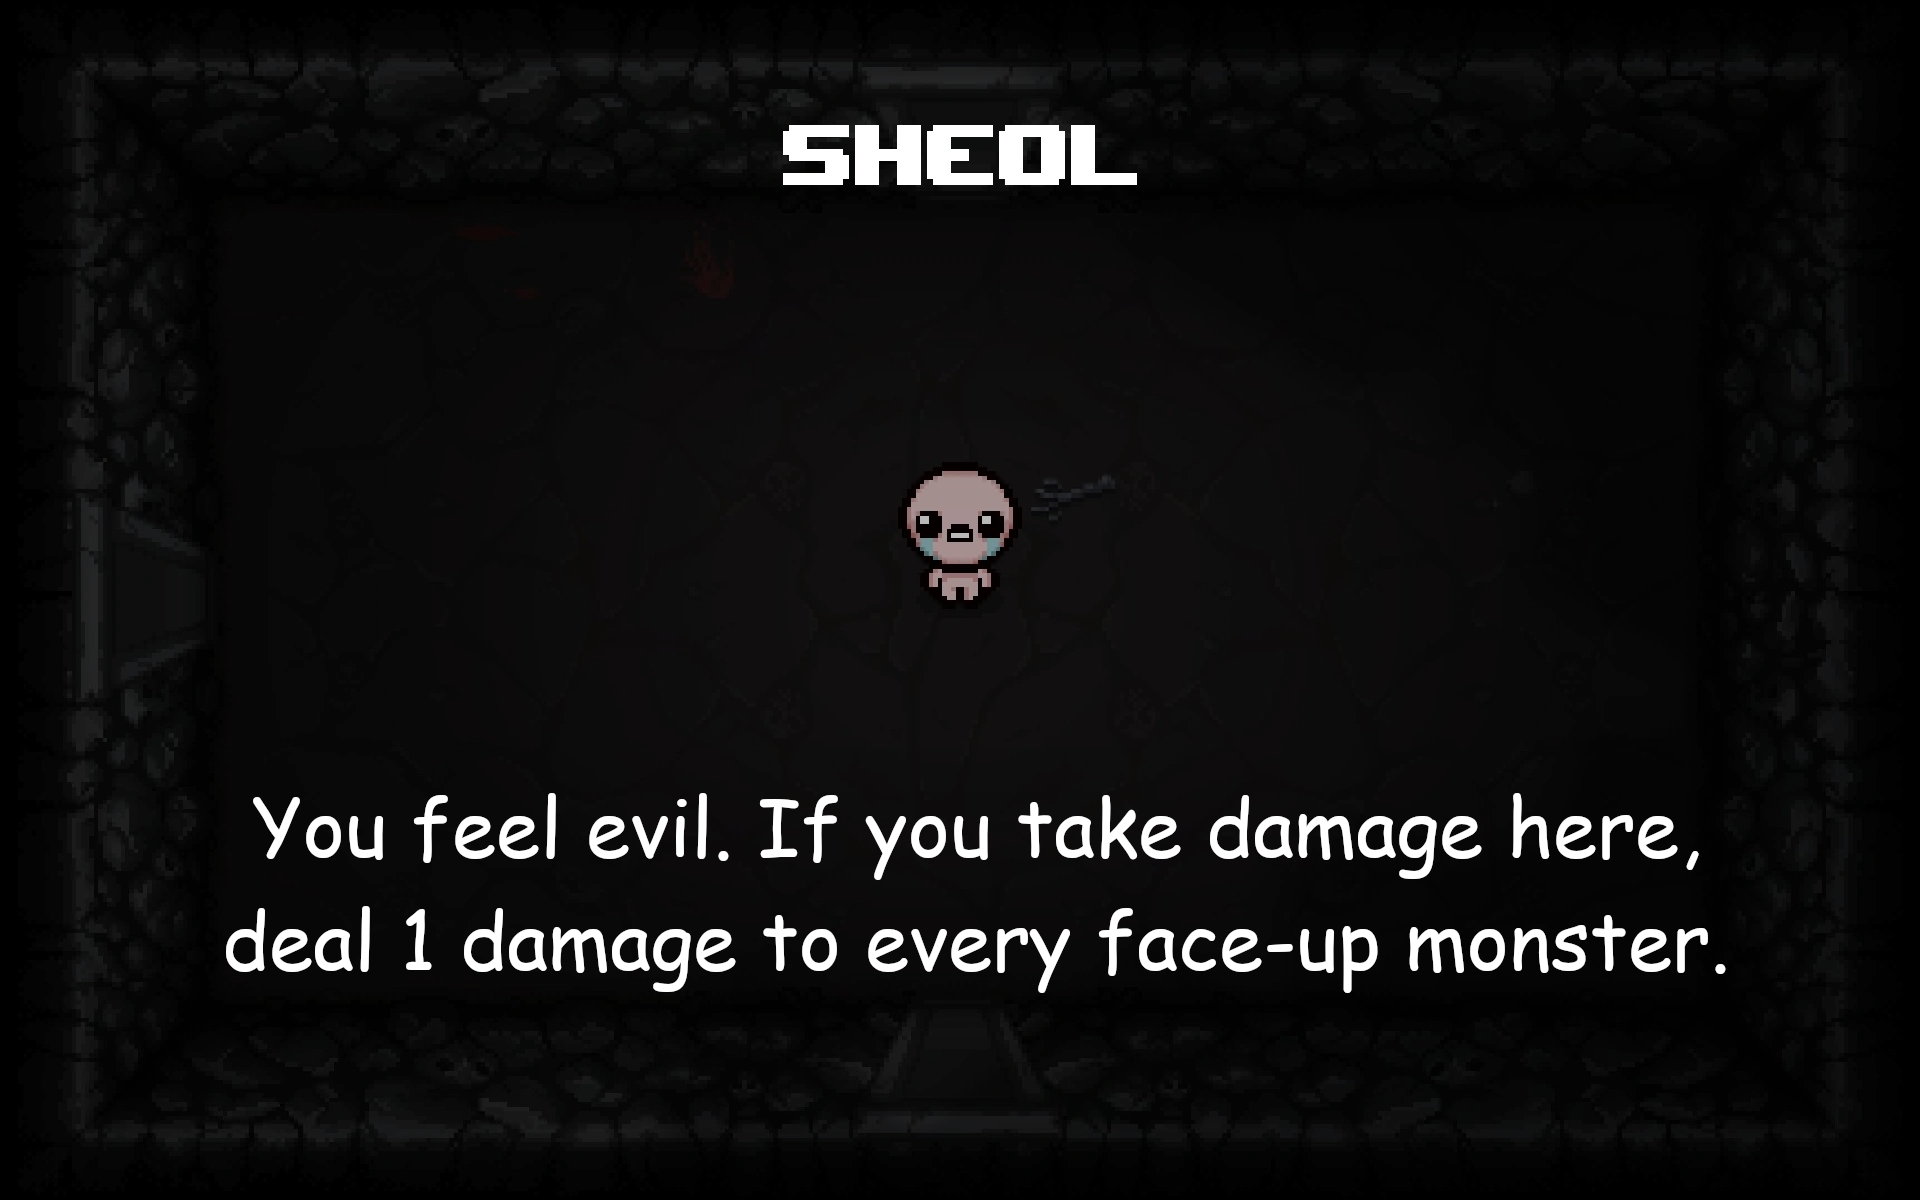 SHEOL
You feel evil. If you take damage here,
deal 1 damage to every face-up monster.